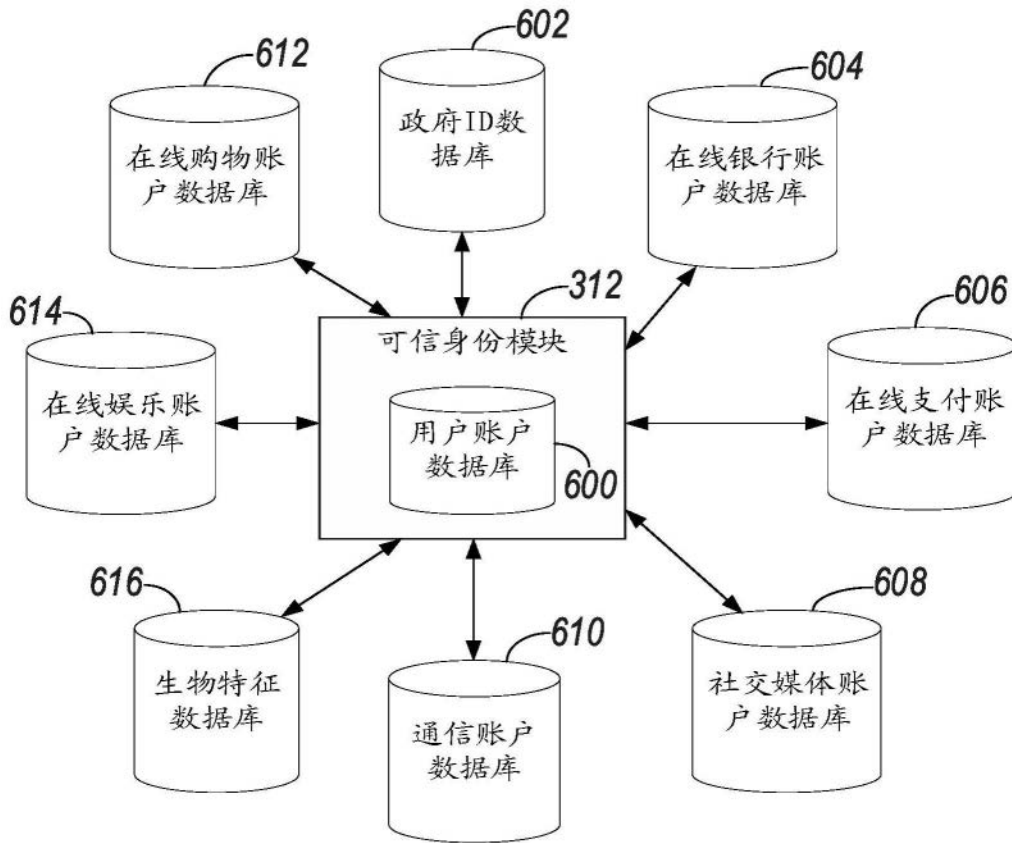 602
612
604
政府ID数
据库
在线购物账
户数据库
在线银行账
户数据库
312
614
606
可信身份模块
在线娱乐账
户数据库
用户账户
数据库
600
在线支付账
户数据库
616
610
608
生物特征
数据库
通信账户
数据库
社交媒体账
户数据库